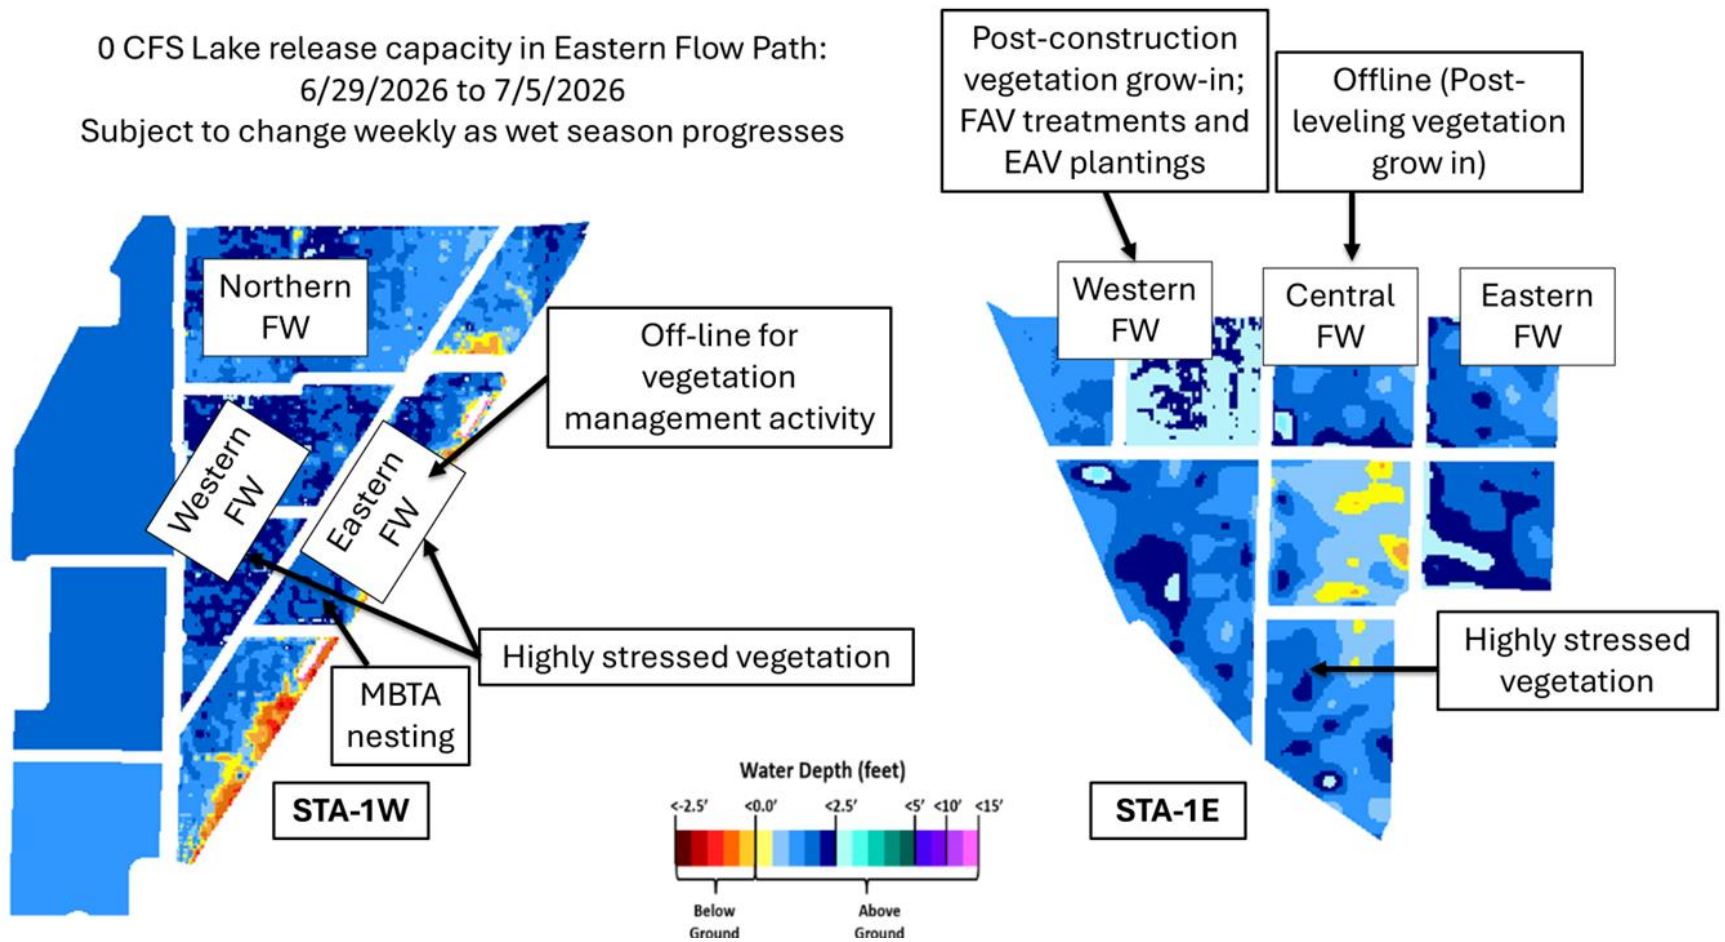 0 CFS Lake release capacity in Eastern Flow Path:
6/29/2026 to 7/5/2026
Subject to change weekly as wet season progresses
Post-construction
vegetation grow-in;
FAV treatments and
EAV plantings
Offline (Post-
leveling vegetation
grow in)
Northern
FW
Western
FW
Central
FW
Eastern
FW
Off-line for
vegetation
management activity
Western
FW
Eastern
FW
Highly stressed vegetation
MBTA
nesting
Highly stressed
vegetation
STA-1W
STA-1E
Water Depth (feet)
<-2.5' <0.0' <2.5' <5' <10' <15'
Below
Ground
Above
Ground